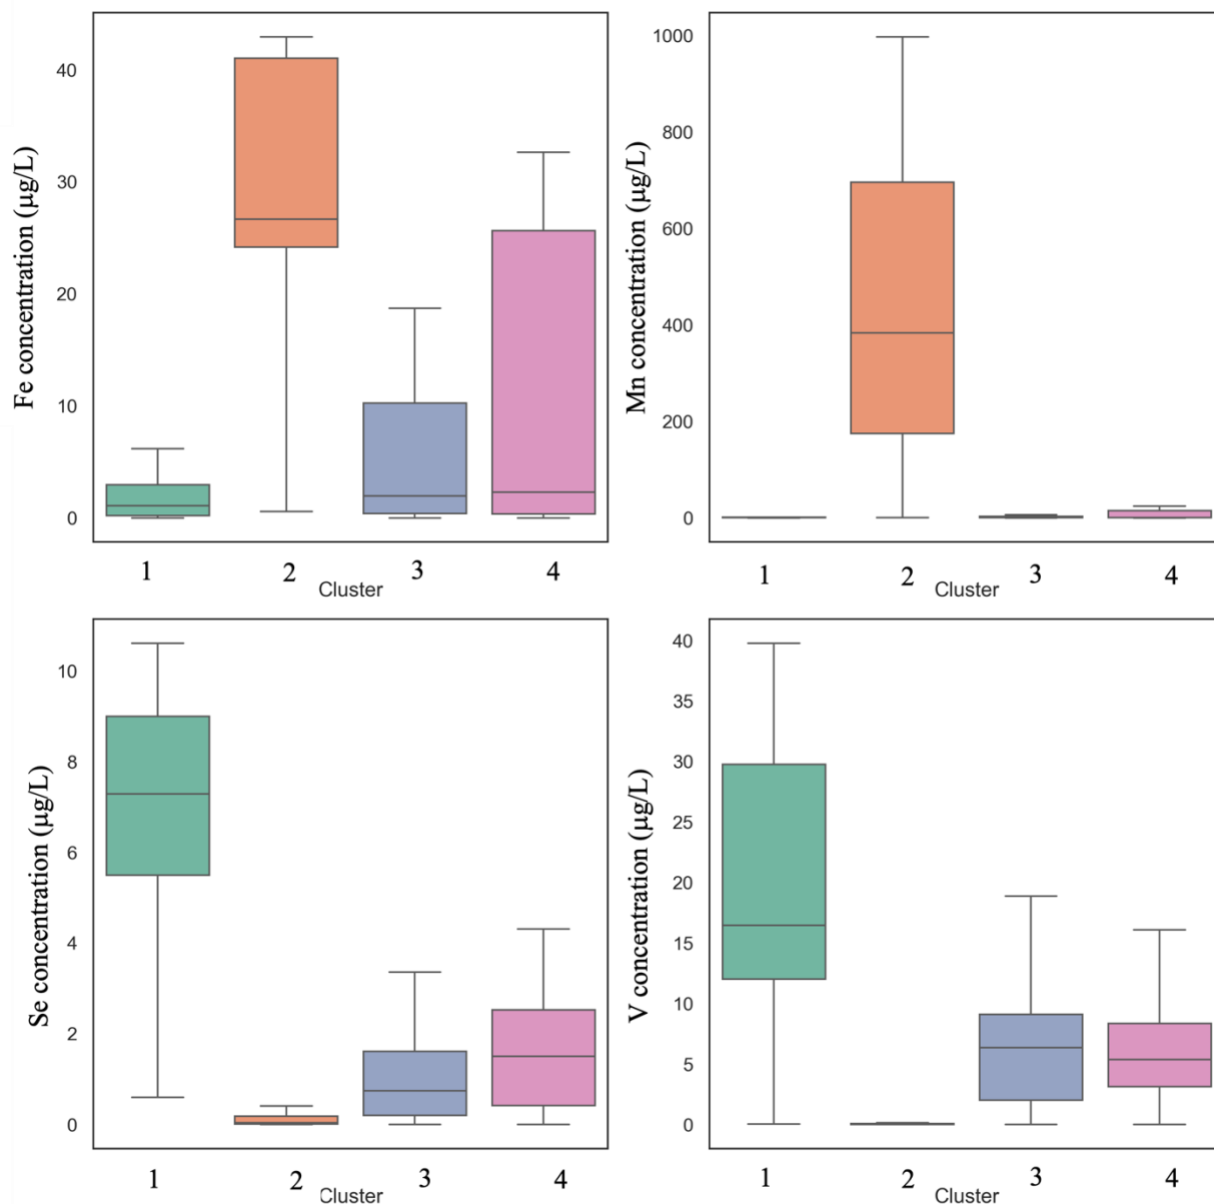 Fe concentration (µg/L)
40
30
20
10
0
1 2 3 4
Cluster
Mn concentration (µg/L)
1000
800
600
400
200
0
1 2 3 4
Cluster
Se concentration (µg/L)
10
8
6
4
2
0
1 2 3 4
Cluster
V concentration (µg/L)
40
35
30
25
20
15
10
5
0
1 2 3 4
Cluster